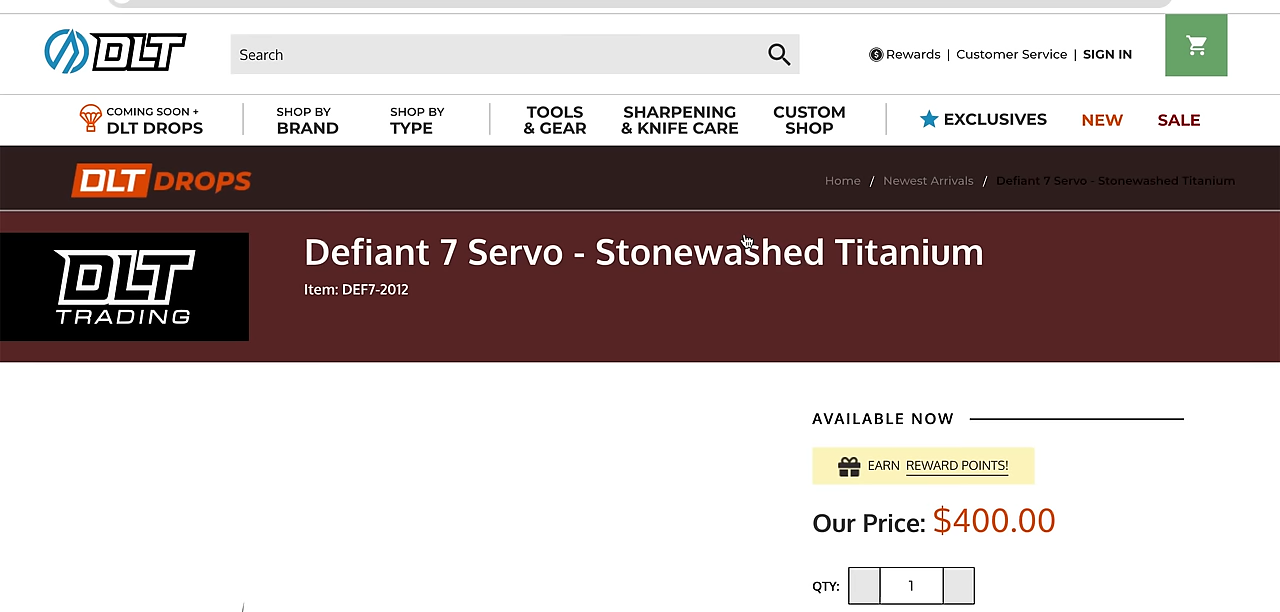 DLT
Search
Rewards | Customer Service | SIGN IN
COMING SOON +
DLT DROPS
SHOP BY
BRAND
SHOP BY
TYPE
TOOLS
& GEAR
SHARPENING
& KNIFE CARE
CUSTOM
SHOP
EXCLUSIVES
NEW
SALE
DLT DROPS
Home / Newest Arrivals / Defiant 7 Servo - Stonewashed Titanium
DLT
TRADING
Defiant 7 Servo - Stonewashed Titanium
Item: DEF7-2012
AVAILABLE NOW
EARN REWARD POINTS!
Our Price: $400.00
QTY: 1